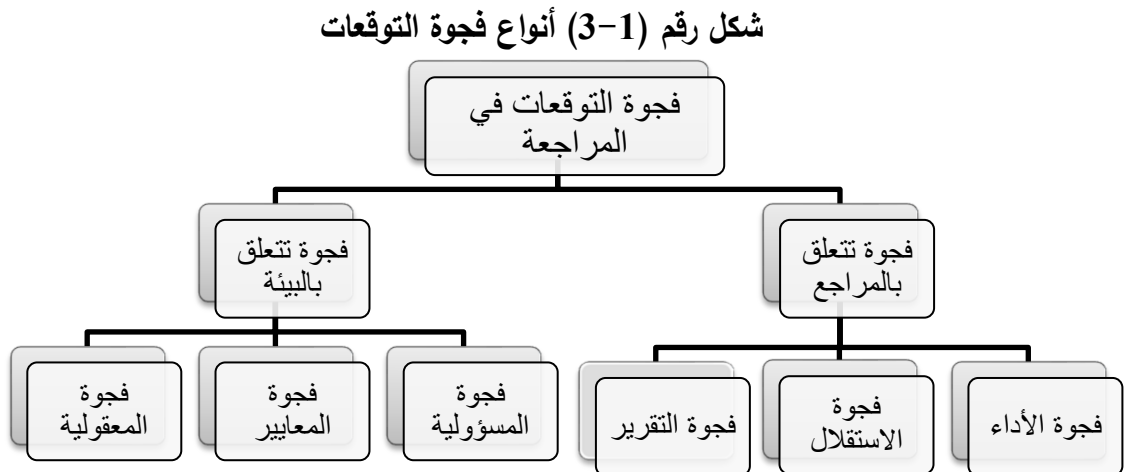 شكل رقم (1-3) أنواع فجوة التوقعات
فجوة التوقعات في
المراجعة
فجوة تتعلق
بالمراجع
فجوة تتعلق
بالبيئة
فجوة الأداء
فجوة
الاستقلال
فجوة التقرير
فجوة
المسؤولية
فجوة
المعايير
فجوة
المعقولية